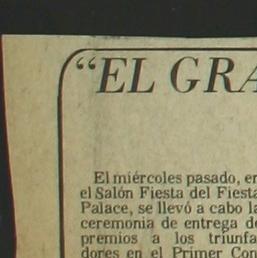 “EL GRA
El miércoles pasado, en
el Salón Fiesta del Fiesta
Palace, se llevó a cabo la
ceremonia de entrega de
premios a los triunfa
dores en el Primer Con